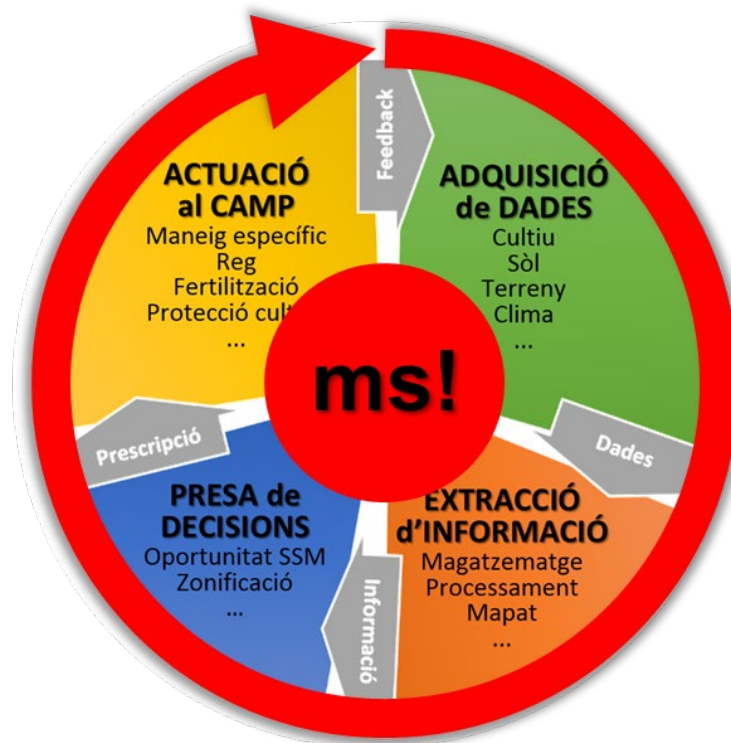 Feedback
ADQUISICIÓ
de DADES
Cultiu
Sòl
Terreny
Clima
...
Dades
EXTRACCIÓ
d'INFORMACIÓ
Magatzematge
Processament
Mapat
...
Informació
PRESA de
DECISIONS
Oportunitat SSM
Zonificació
...
Prescripció
ACTUACIÓ
al CAMP
Maneig específic
Reg
Fertilització
Protecció
...
ms!